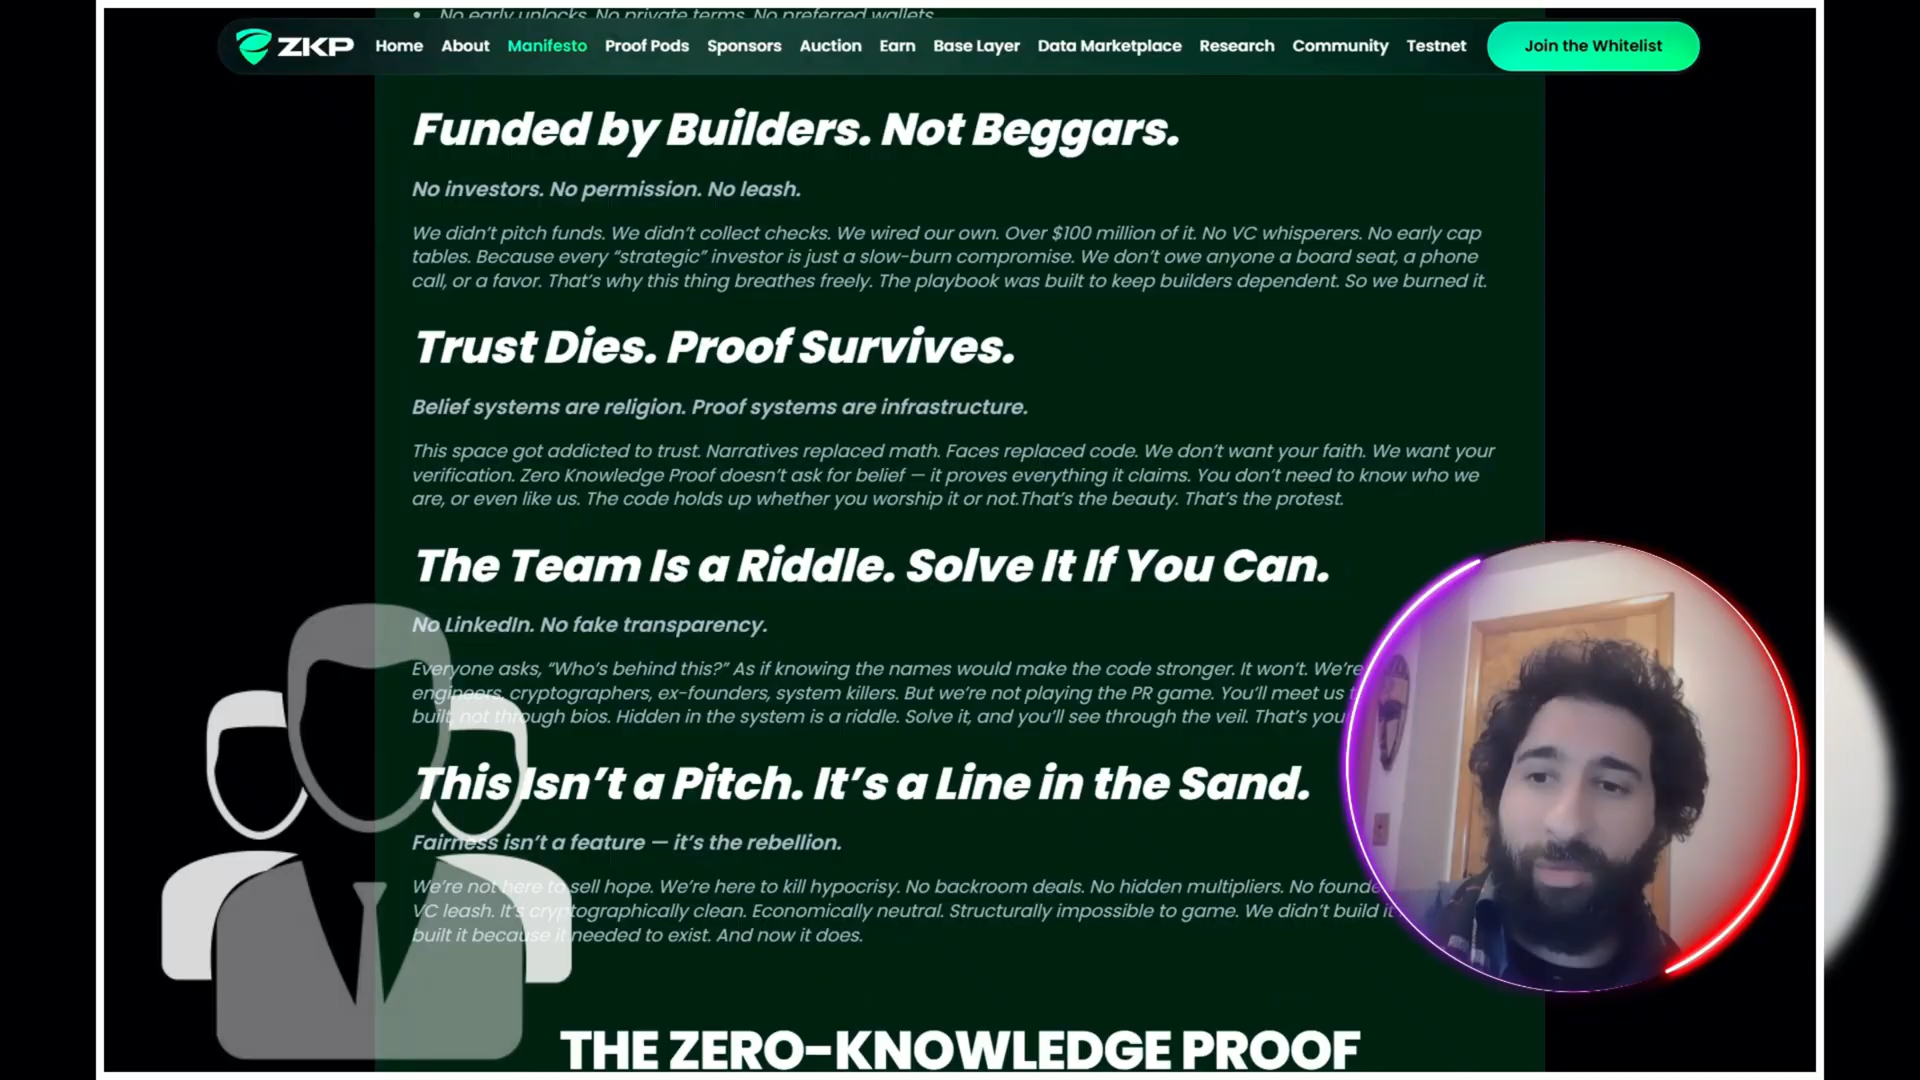 No early unlocks. No private terms. No preferred wallets.
ZKP Home About Manifesto Proof Pods Sponsors Auction Earn Base Layer Data Marketplace Research Community Testnet Join the Whitelist
Funded by Builders. Not Beggars.
No investors. No permission. No leash.
We didn't pitch funds. We didn't collect checks. We wired our own. Over $100 million of it. No VC whisperers. No early cap
tables. Because every “strategic” investor is just a slow-burn compromise. We don't owe anyone a board seat, a phone
call, or a favor. That's why this thing breathes freely. The playbook was built to keep builders dependent. So we burned it.
Trust Dies. Proof Survives.
Belief systems are religion. Proof systems are infrastructure.
This space got addicted to trust. Narratives replaced math. Faces replaced code. We don't want your faith. We want your
verification. Zero Knowledge Proof doesn't ask for belief — it proves everything it claims. You don't need to know who we
are, or even like us. The code holds up whether you worship it or not.That's the beauty. That's the protest.
The Team Is a Riddle. Solve It If You Can.
No LinkedIn. No fake transparency.
Everyone asks, “Who's behind this?” As if knowing the names would make the code stronger. It won't. We're
engineers, cryptographers, ex-founders, system killers. But we're not playing the PR game. You'll meet us
built, not through bios. Hidden in the system is a riddle. Solve it, and you'll see through the veil. That's
This Isn't a Pitch. It's a Line in the Sand.
Fairness isn't a feature — it's the rebellion.
We're not here to sell hope. We're here to kill hypocrisy. No backroom deals. No hidden multipliers. No
VC leash. It's cryptographically clean. Economically neutral. Structurally impossible to game. We didn't build it
built it because it needed to exist. And now it does.
THE ZERO-KNOWLEDGE PROOF